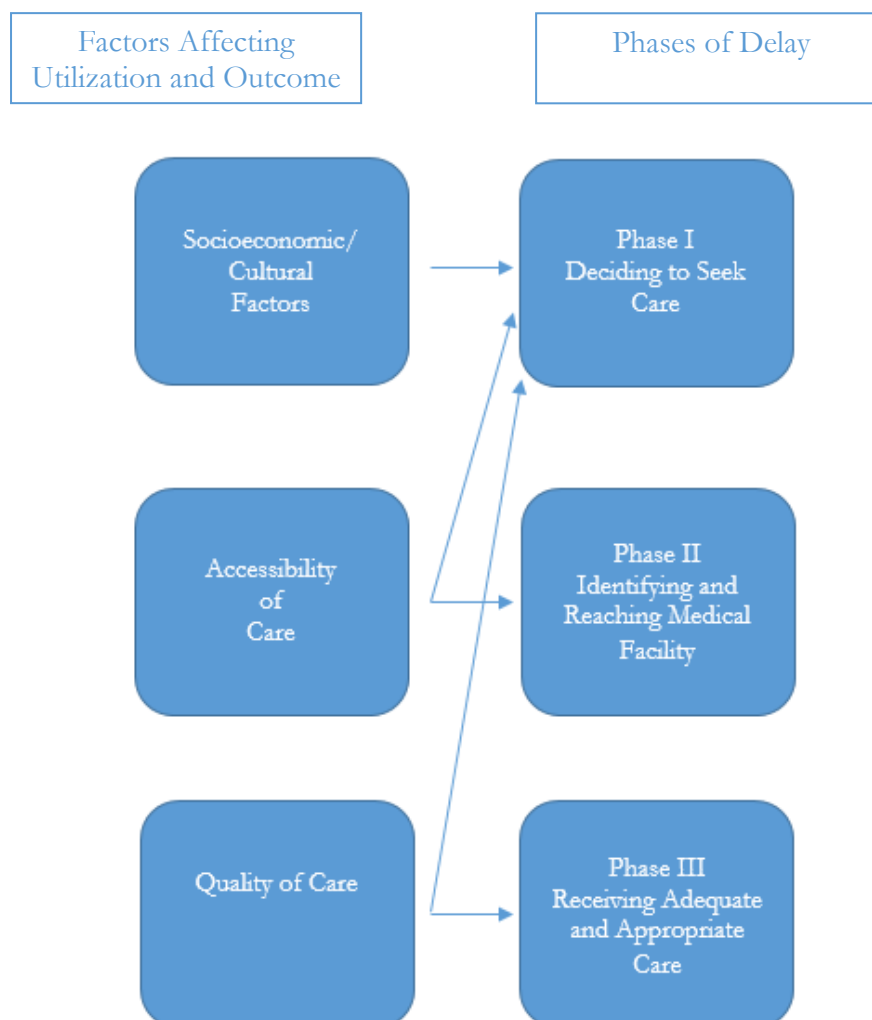 Factors Affecting
Utilization and Outcome
Phases of Delay
Socioeconomic/
Cultural
Factors
Phase I
Deciding to Seek
Care
Accessibility
of
Care
Phase II
Identifying and
Reaching Medical
Facility
Quality of Care
Phase III
Receiving Adequate
and Appropriate
Care